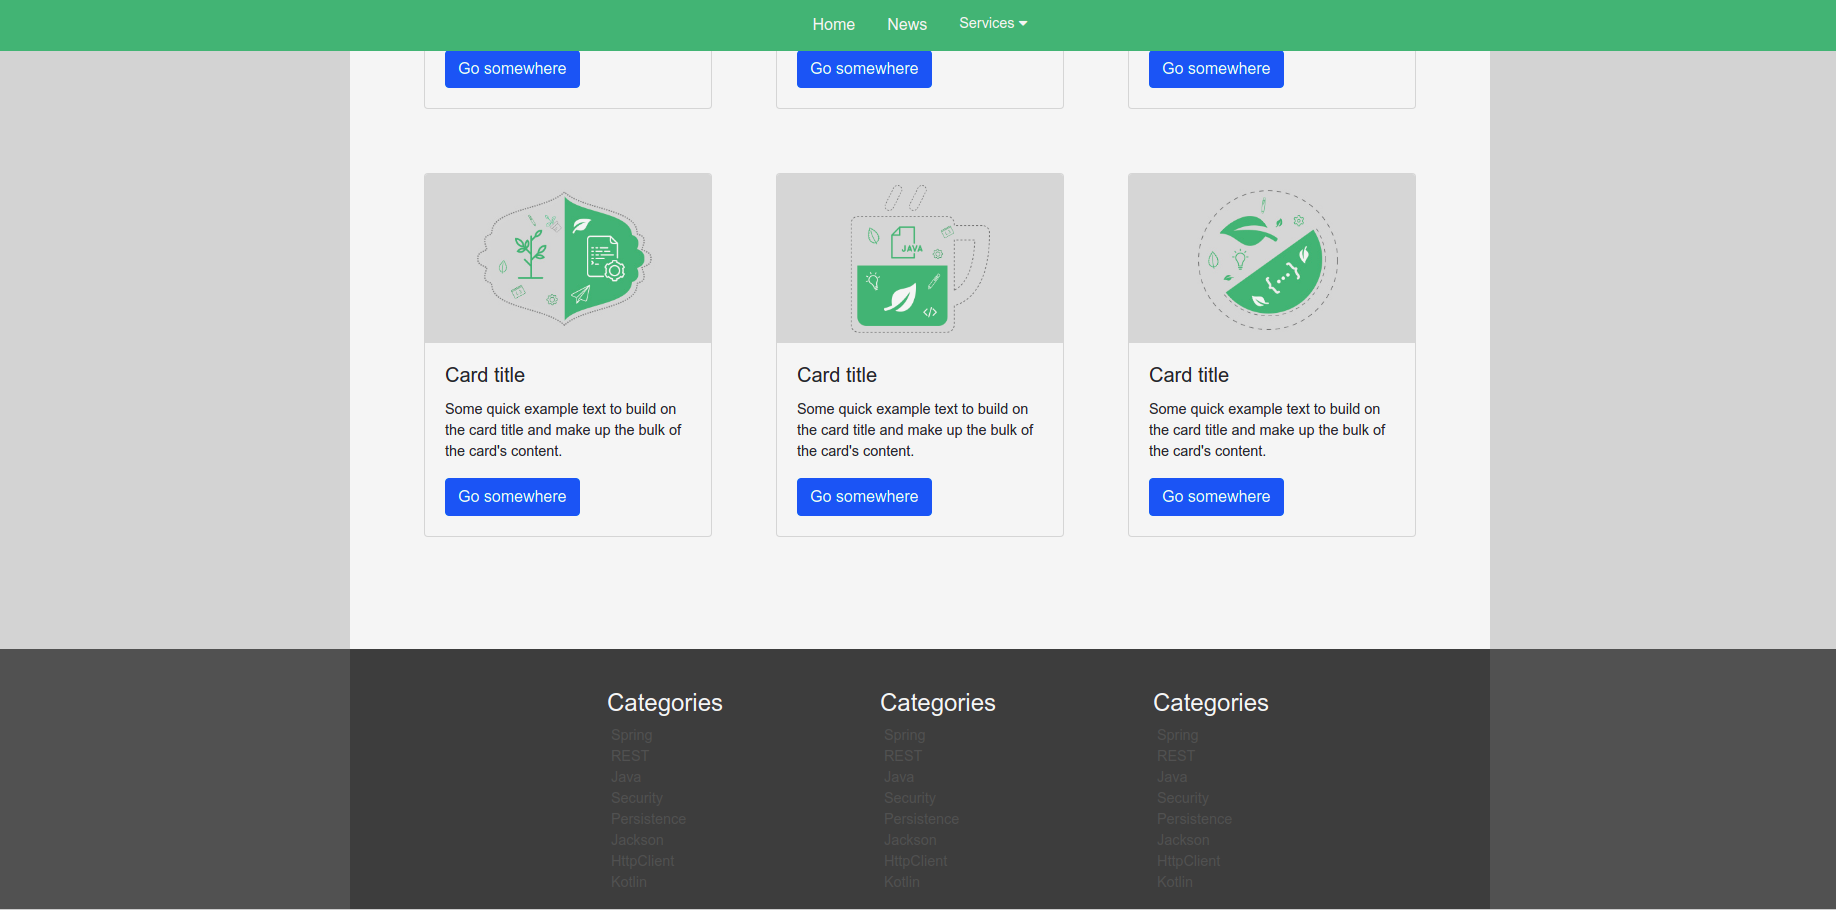 Home News Services
Go somewhere Go somewhere Go somewhere
JAVA
{...}
</>
Card title Card title Card title
Some quick example text to build on Some quick example text to build on Some quick example text to build on
the card title and make up the bulk of the card title and make up the bulk of the card title and make up the bulk of
the card's content. the card's content. the card's content.
Go somewhere Go somewhere Go somewhere
Categories Categories Categories
Spring Spring Spring
REST REST REST
Java Java Java
Security Security Security
Persistence Persistence Persistence
Jackson Jackson Jackson
HttpClient HttpClient HttpClient
Kotlin Kotlin Kotlin